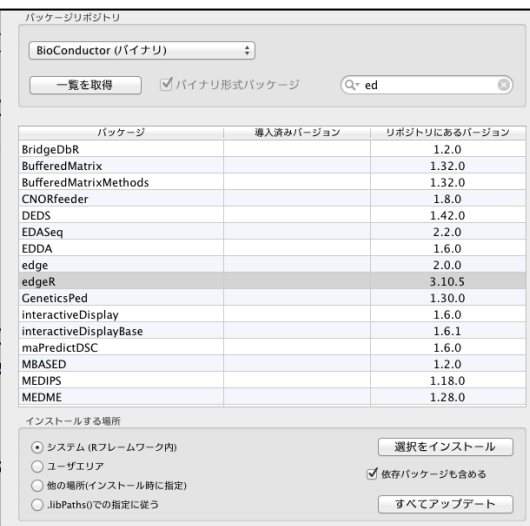 パッケージリポジトリ
BioConductor (バイナリ)
一覧を取得 バイナリ形式パッケージ ed
パッケージ 導入済みバージョン リポジトリにあるバージョン
BridgeDbR 1.2.0
BufferedMatrix 1.32.0
BufferedMatrixMethods 1.32.0
CNORfeeder 1.8.0
DEDS 1.42.0
EDASeq 2.2.0
EDDA 1.6.0
edge 2.0.0
edgeR 3.10.5
GeneticsPed 1.30.0
interactiveDisplay 1.6.0
interactiveDisplayBase 1.6.1
maPredictDSC 1.6.0
MBASED 1.2.0
MEDIPS 1.18.0
MEDME 1.28.0
インストールする場所
システム (Rフレームワーク内) 選択をインストール
ユーザエリア 依存パッケージも含める
他の場所(インストール時に指定)
.libPaths()での指定に従う すべてアップデート